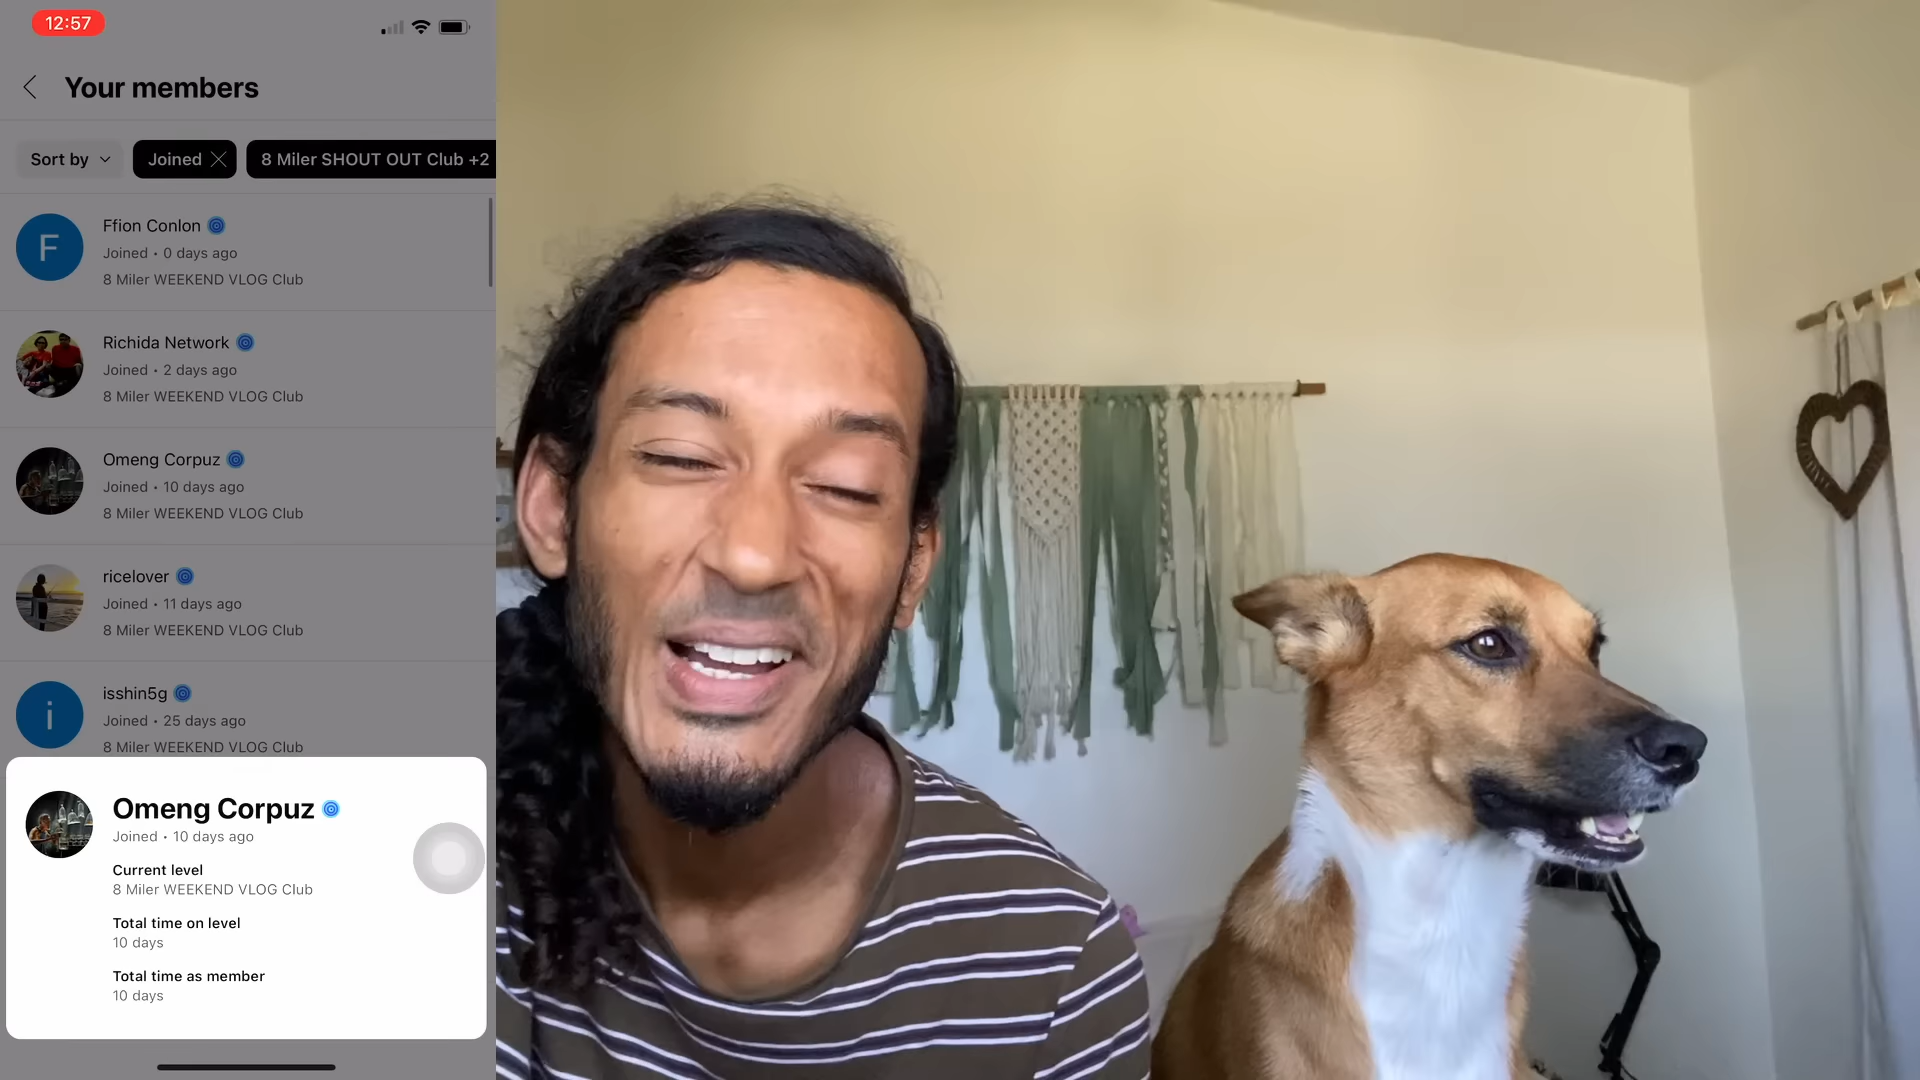 12:57
Your members
Sort by
Joined
8 Miler SHOUT OUT Club +2
F
Ffion Conlon
Joined • 0 days ago
8 Miler WEEKEND VLOG Club
Richida Network
Joined • 2 days ago
8 Miler WEEKEND VLOG Club
Omeng Corpuz
Joined • 10 days ago
8 Miler WEEKEND VLOG Club
ricelover
Joined • 11 days ago
8 Miler WEEKEND VLOG Club
i
isshin5g
Joined • 25 days ago
8 Miler WEEKEND VLOG Club
Omeng Corpuz
Joined • 10 days ago
Current level
8 Miler WEEKEND VLOG Club
Total time on level
10 days
Total time as member
10 days